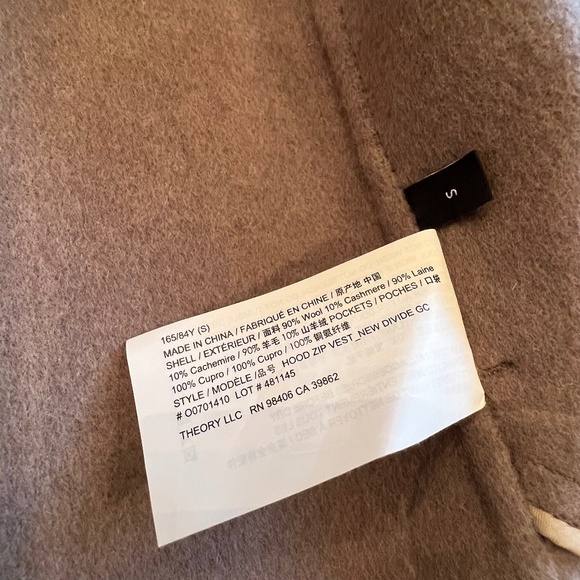 S
165/84Y (S)
MADE IN CHINA / FABRIQUÉ EN CHINE / 原产地 中国
SHELL / EXTÉRIEUR / 面料 90% Wool 10% Cashmere / 90% Laine
10% Cachemire / 90% 羊毛 10% 山羊绒 POCKETS / POCHES / 口袋
100% Cupro / 100% Cupro / 100% 铜氨纤维
STYLE / MODÈLE /品号 HOOD ZIP VEST_NEW DIVIDE GC
# O0701410 LOT # 481145
THEORY LLC RN 98406 CA 39862